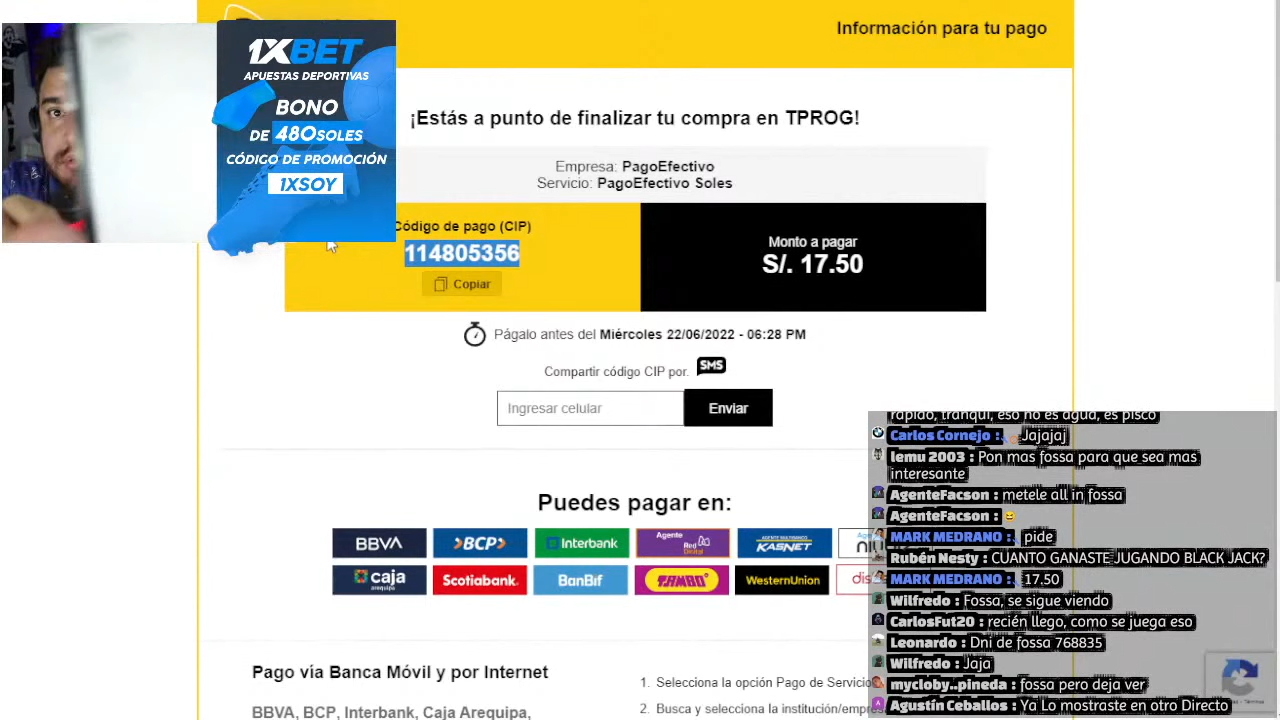 Información para tu pago
1XBET
APUESTAS DEPORTIVAS
BONO
DE 480SOLES
CÓDIGO DE PROMOCIÓN
1XSOY
¡Estás a punto de finalizar tu compra en TPROG!
Empresa: PagoEfectivo
Servicio: PagoEfectivo Soles
Código de pago (CIP)
114805356
Copiar
Monto a pagar
S/. 17.50
Págalo antes del Miércoles 22/06/2022 - 06:28 PM
Compartir código CIP por. SMS
Ingresar celular
Enviar
Puedes pagar en:
BBVA BCP Interbank Agente Red Digital AGENTE MULTIBANCO KASNET
caja arequipa Scotiabank BanBif TAMBO WesternUnion
Pago vía Banca Móvil y por Internet
BBVA, BCP, Interbank, Caja Arequipa,
1. Selecciona la opción Pago de Servicio
2. Busca y selecciona la institución/empre
rapido, tranqui, eso no es agua, es pisco
Carlos Cornejo : Jajajaj
lemu 2003 : Pon mas fossa para que sea mas
interesante
AgenteFacson : metele all in fossa
AgenteFacson : 😄
MARK MEDRANO : pide
Rubén Nesty : CUANTO GANASTE JUGANDO BLACK JACK?
MARK MEDRANO : 17.50
Wilfredo : Fossa, se sigue viendo
CarlosFut20 : recién llego, como se juega eso
Leonardo : Dni de fossa 768835
Wilfredo : Jaja
mycloby..pineda : fossa pero deja ver
Agustín Ceballos : Ya Lo mostraste en otro Directo